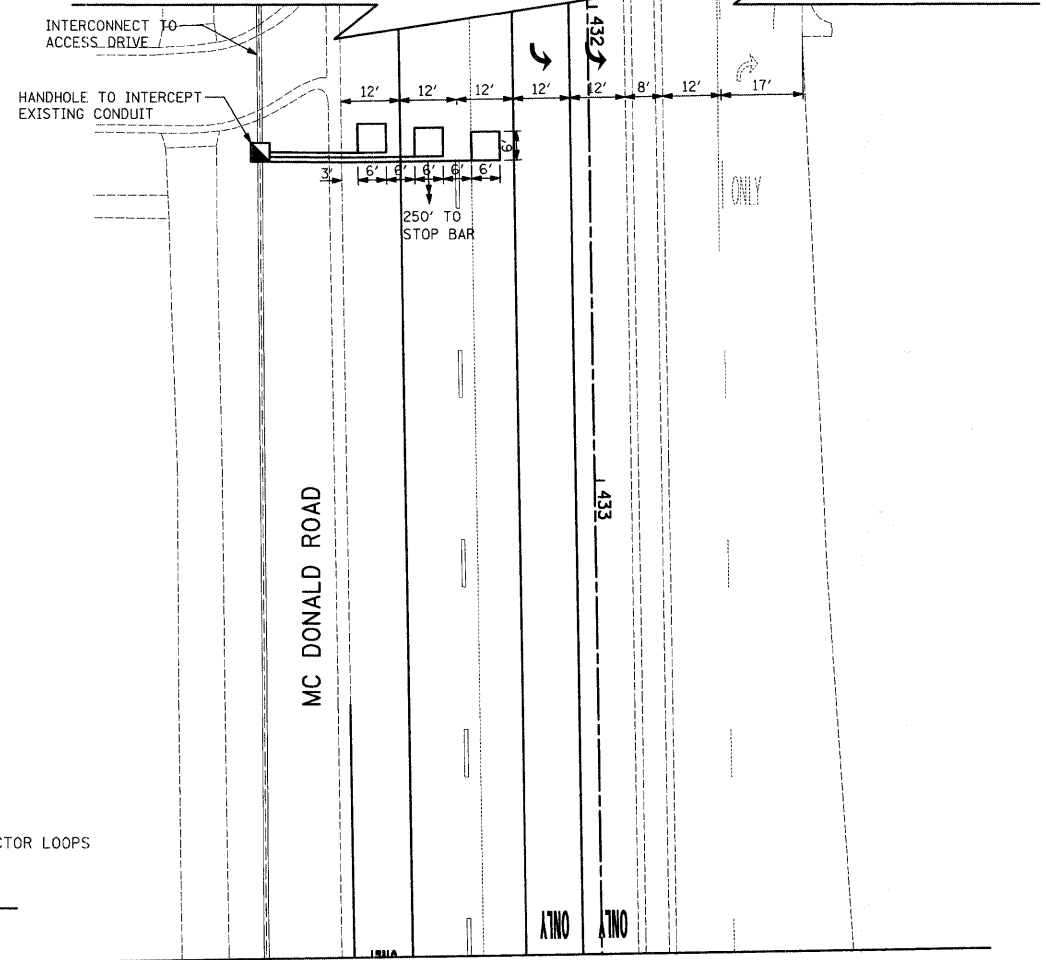 INTERCONNECT TO
ACCESS DRIVE
432
HANDHOLE TO INTERCEPT
EXISTING CONDUIT
12' 12' 12' 12' 12' 8' 12' 17'
6'
3' 6' 6' 6' 6' 6'
ONLY
250' TO
STOP BAR
433
MC DONALD ROAD
CTOR LOOPS
ONLY ONLY
ONLY